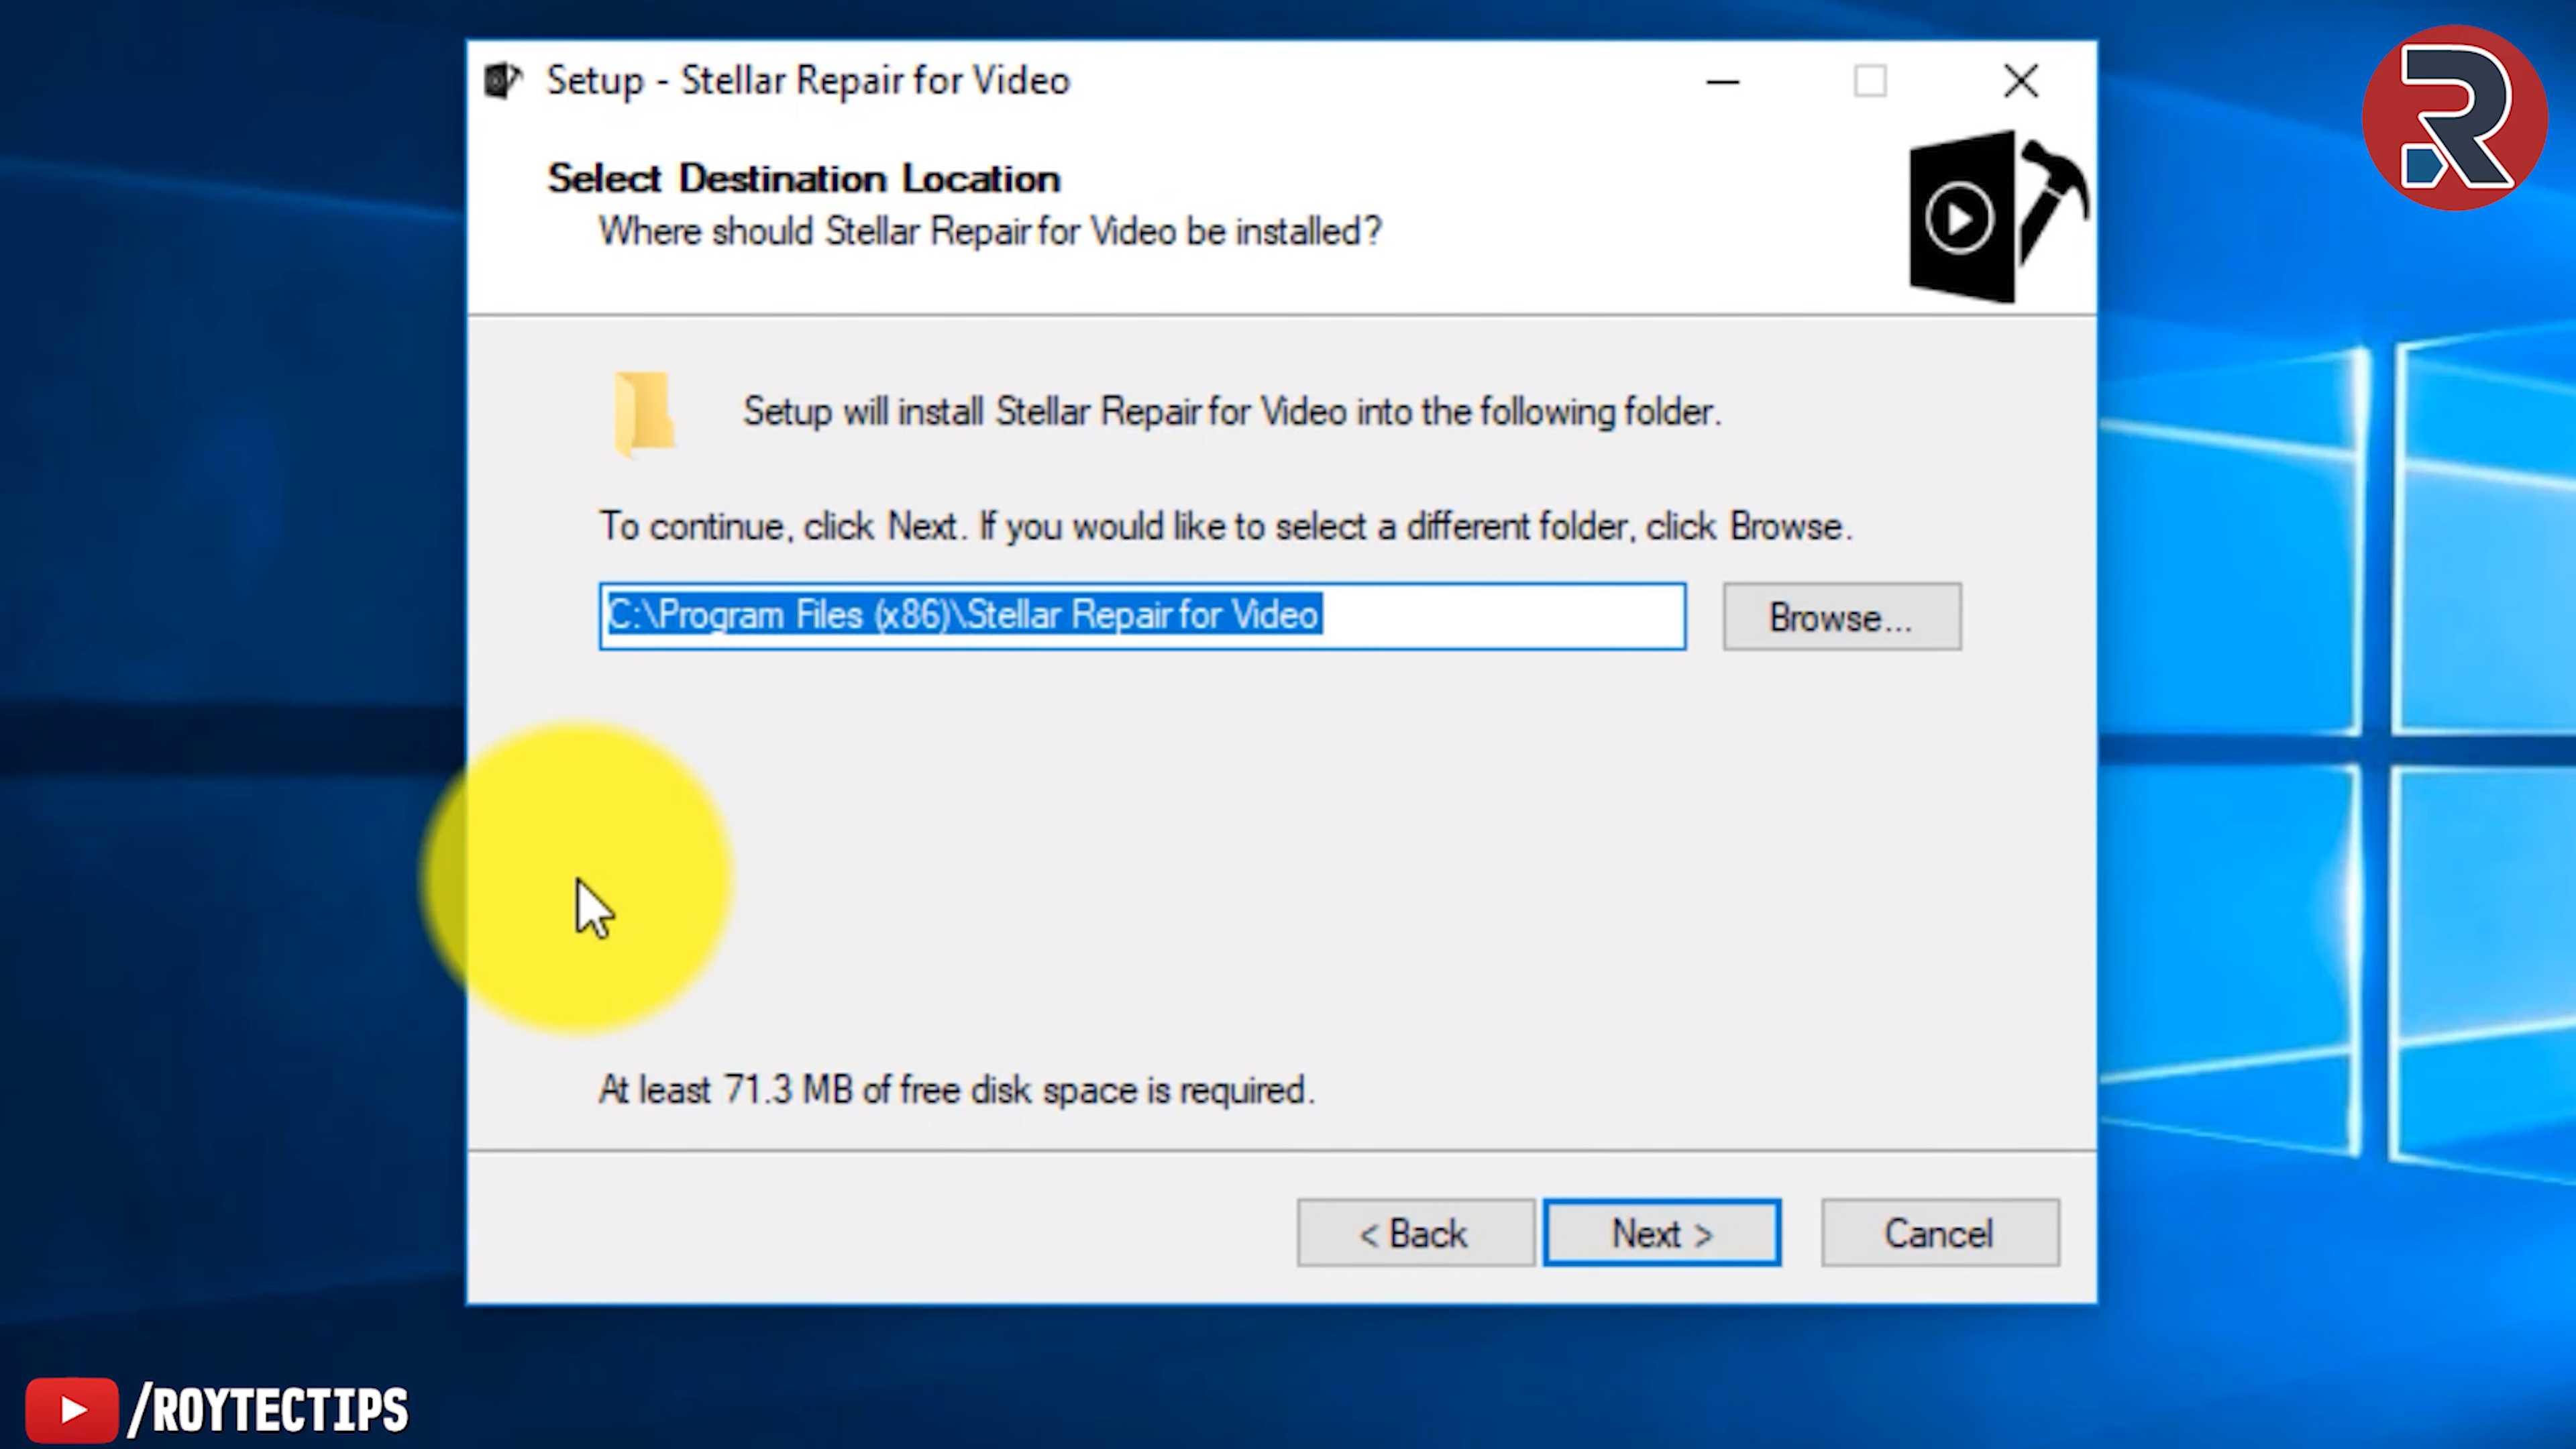 Setup - Stellar Repair for Video
Select Destination Location
Where should Stellar Repair for Video be installed?
Setup will install Stellar Repair for Video into the following folder.
To continue, click Next. If you would like to select a different folder, click Browse.
C:\Program Files (x86)\Stellar Repair for Video
Browse...
At least 71.3 MB of free disk space is required.
< Back
Next >
Cancel
/ROYTECTIPS